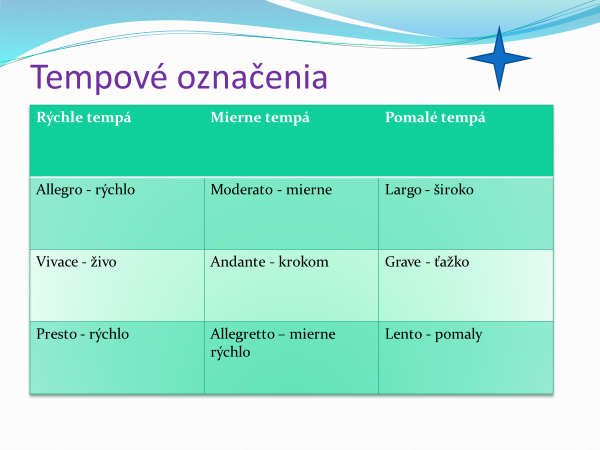 Tempové označenia
Rýchle tempá
Mierne tempá
Pomalé tempá
Allegro - rýchlo
Moderato - mierne
Largo - široko
Vivace - živo
Andante - krokom
Grave - ťažko
Presto - rýchlo
Allegretto – mierne
rýchlo
Lento - pomaly